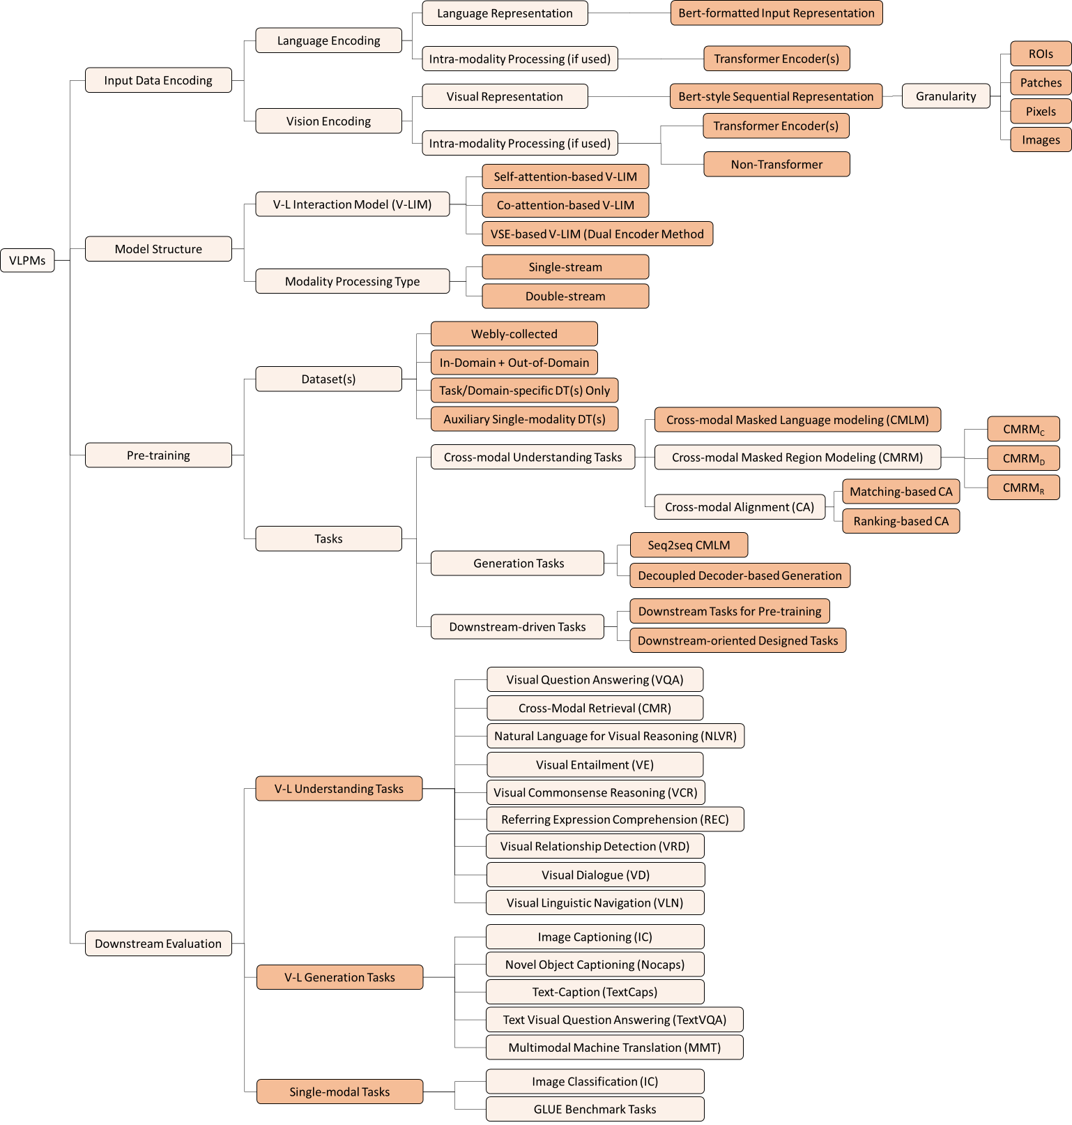 VLPMs
Input Data Encoding
Language Encoding
Language Representation
Bert-formatted Input Representation
Intra-modality Processing (if used)
Transformer Encoder(s)
Vision Encoding
Visual Representation
Bert-style Sequential Representation
Granularity
ROIs
Patches
Pixels
Images
Intra-modality Processing (if used)
Transformer Encoder(s)
Non-Transformer
Model Structure
V-L Interaction Model (V-LIM)
Self-attention-based V-LIM
Co-attention-based V-LIM
VSE-based V-LIM (Dual Encoder Method
Modality Processing Type
Single-stream
Double-stream
Pre-training
Dataset(s)
Webly-collected
In-Domain + Out-of-Domain
Task/Domain-specific DT(s) Only
Auxiliary Single-modality DT(s)
Tasks
Cross-modal Understanding Tasks
Cross-modal Masked Language modeling (CMLM)
Cross-modal Masked Region Modeling (CMRM)
CMRMC
CMRMD
CMRMR
Cross-modal Alignment (CA)
Matching-based CA
Ranking-based CA
Generation Tasks
Seq2seq CMLM
Decoupled Decoder-based Generation
Downstream-driven Tasks
Downstream Tasks for Pre-training
Downstream-oriented Designed Tasks
Downstream Evaluation
V-L Understanding Tasks
Visual Question Answering (VQA)
Cross-Modal Retrieval (CMR)
Natural Language for Visual Reasoning (NLVR)
Visual Entailment (VE)
Visual Commonsense Reasoning (VCR)
Referring Expression Comprehension (REC)
Visual Relationship Detection (VRD)
Visual Dialogue (VD)
Visual Linguistic Navigation (VLN)
V-L Generation Tasks
Image Captioning (IC)
Novel Object Captioning (Nocaps)
Text-Caption (TextCaps)
Text Visual Question Answering (TextVQA)
Multimodal Machine Translation (MMT)
Single-modal Tasks
Image Classification (IC)
GLUE Benchmark Tasks